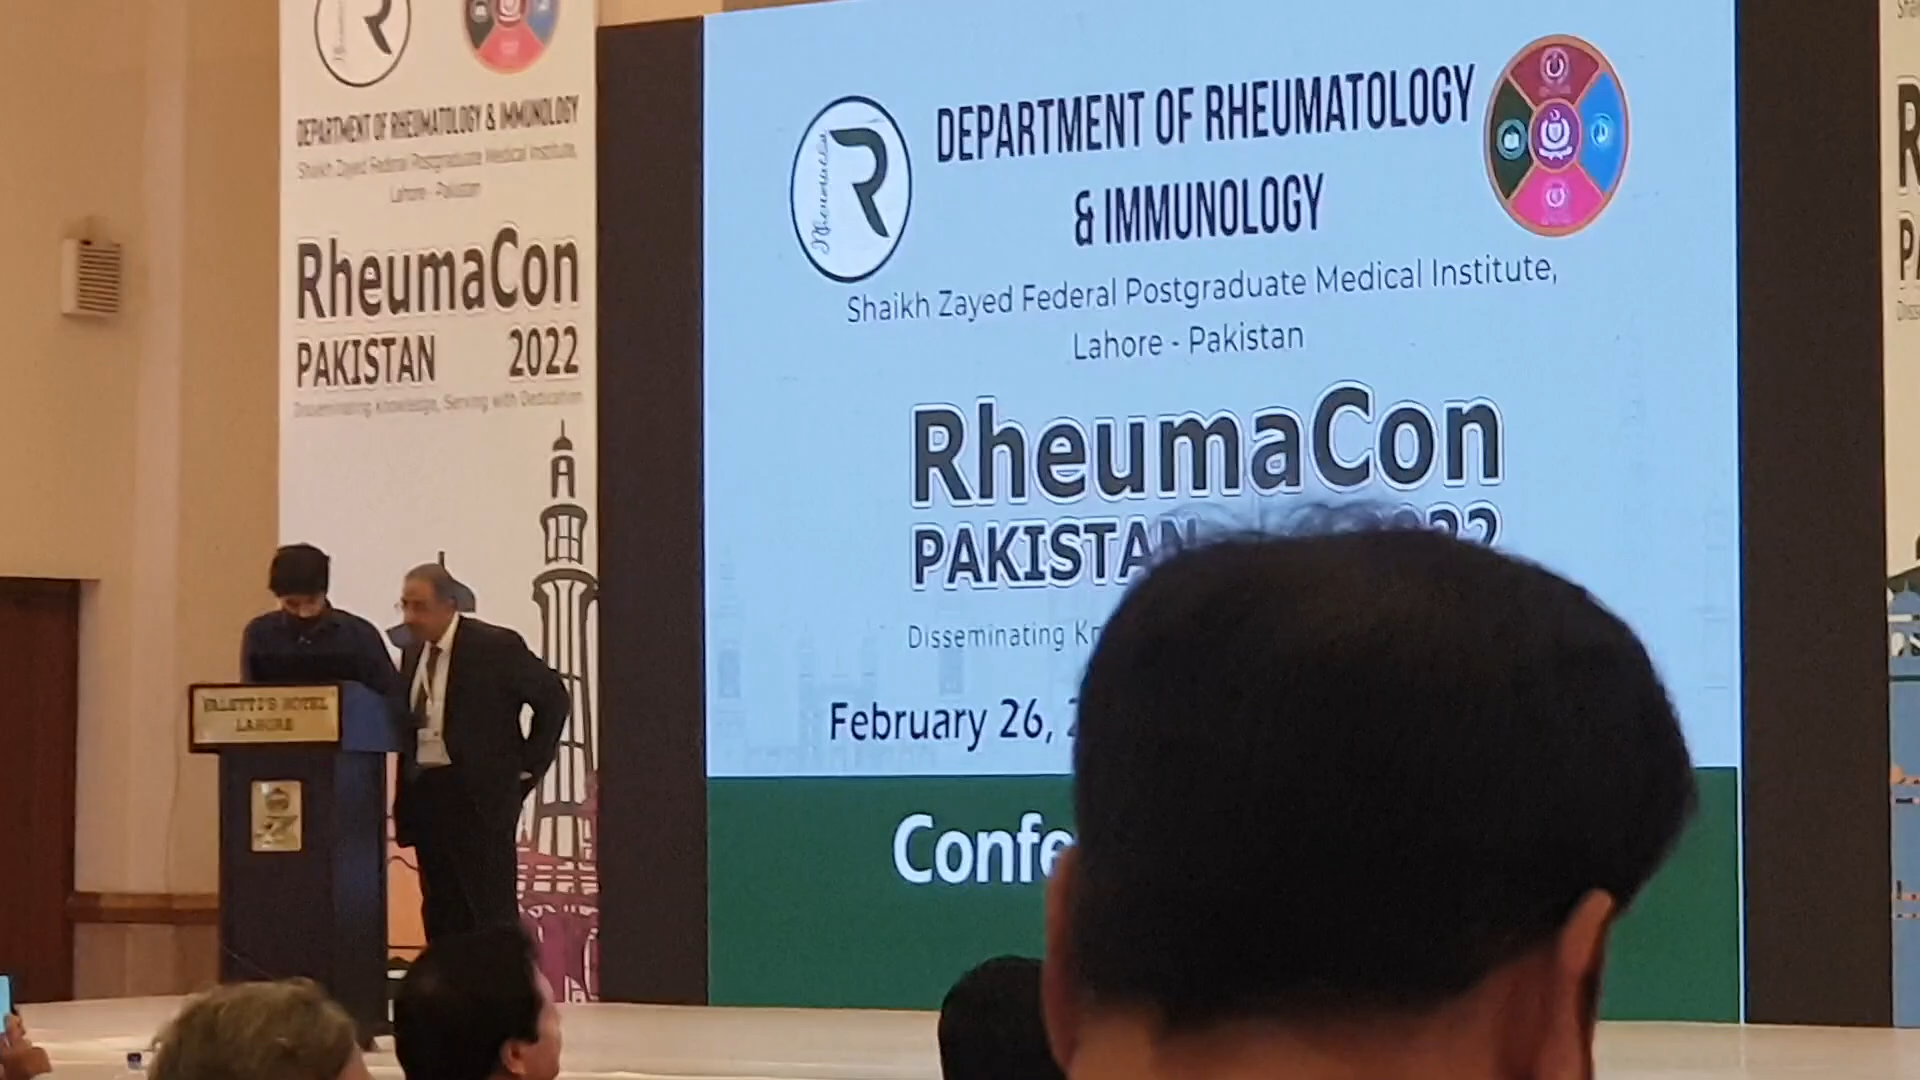 DEPARTMENT OF RHEUMATOLOGY & IMMUNOLOGY
Shaikh Zayed Federal Postgraduate Medical Institute,
Lahore - Pakistan
RheumaCon
PAKISTAN 2022
Disseminating Knowledge, Serving with Dedication
HOTEL
LAHORE
R
DEPARTMENT OF RHEUMATOLOGY
& IMMUNOLOGY
Shaikh Zayed Federal Postgraduate Medical Institute,
Lahore - Pakistan
RheumaCon
PAKISTAN
Disseminating
February 26,